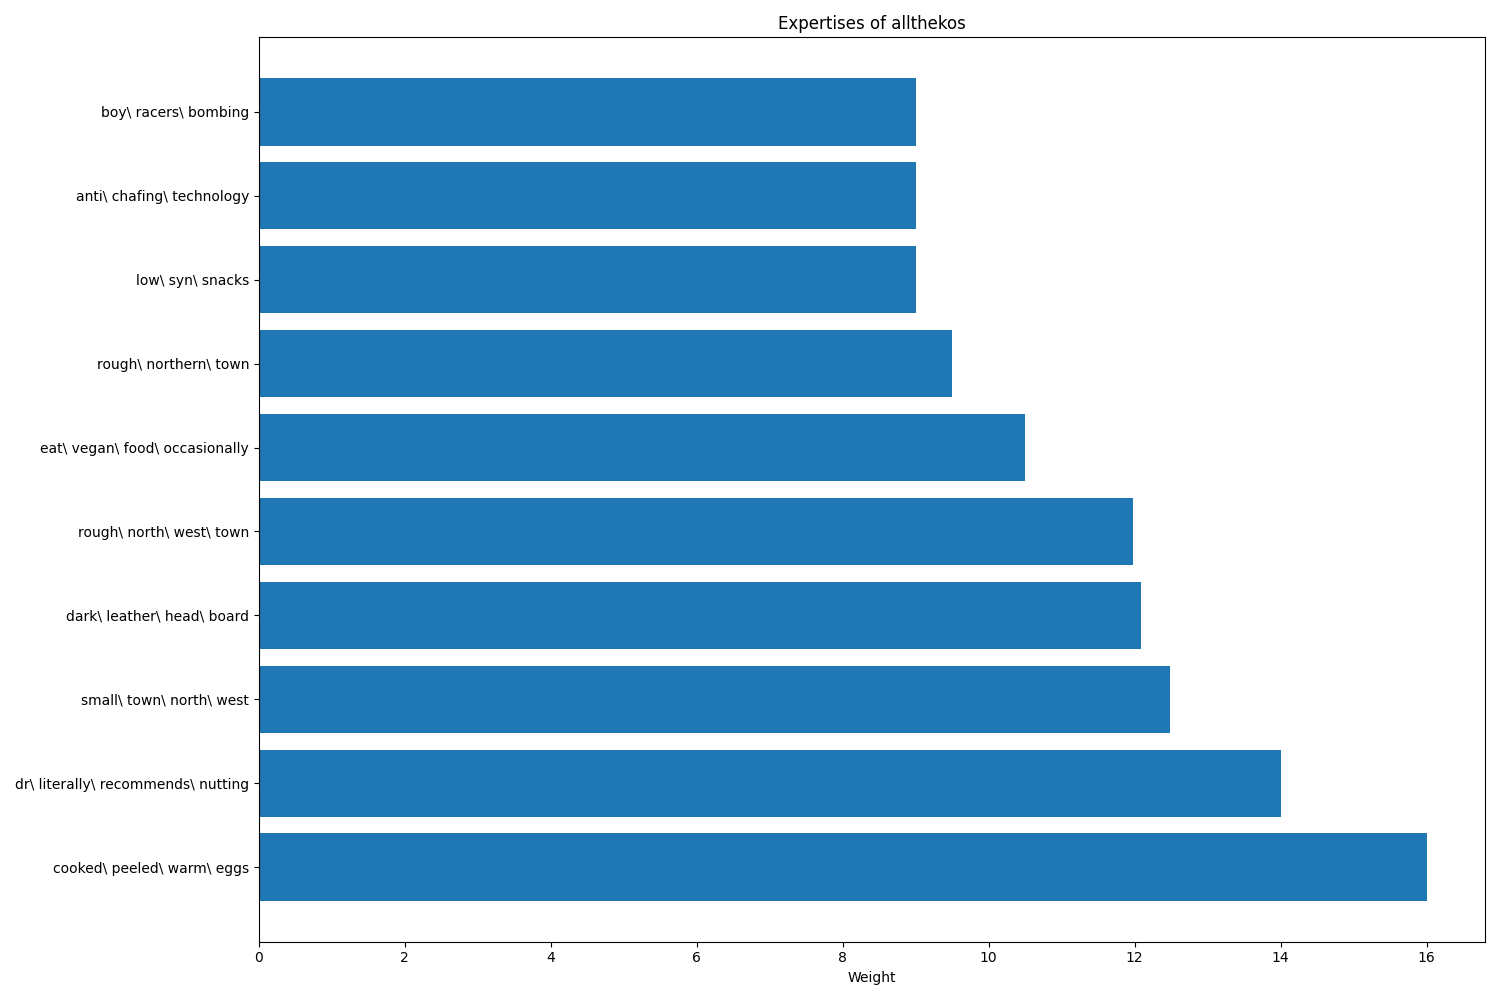 Expertises of allthekos
boy\ racers\ bombing
anti\ chafing\ technology
low\ syn\ snacks
rough\ northern\ town
eat\ vegan\ food\ occasionally
rough\ north\ west\ town
dark\ leather\ head\ board
small\ town\ north\ west
dr\ literally\ recommends\ nutting
cooked\ peeled\ warm\ eggs
0 2 4 6 8 10 12 14 16
Weight